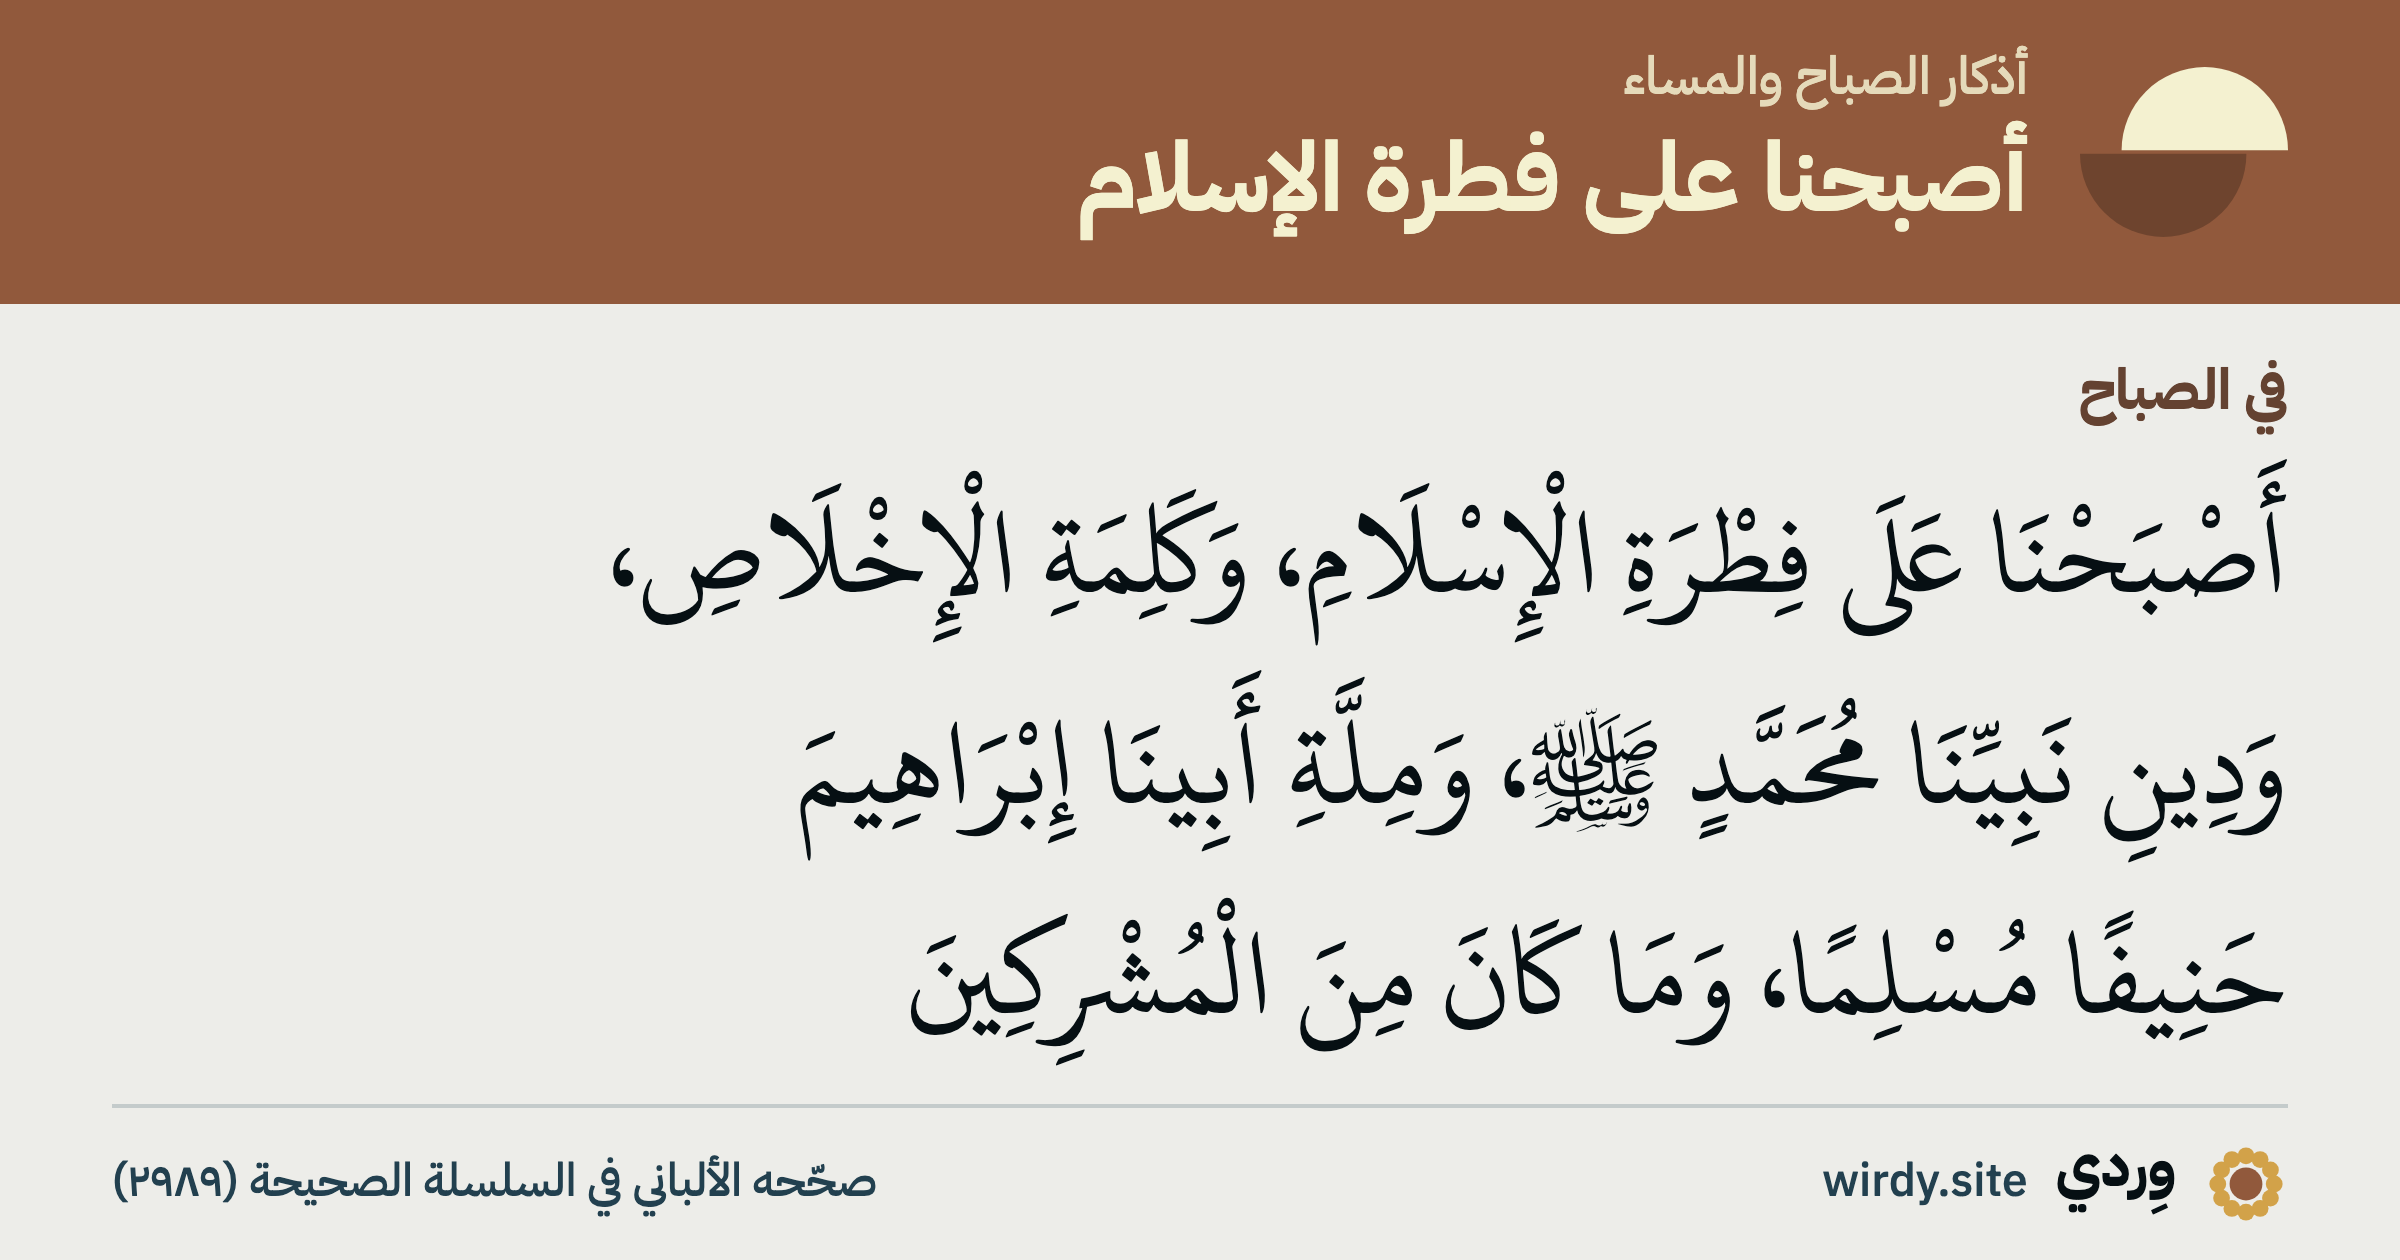 أذكار الصباح والمساء
أصبحنا على فطرة الإسلام
في الصباح
أَصْبَحْنَا عَلَى فِطْرَةِ الْإِسْلَامِ، وَكَلِمَةِ الْإِخْلَاصِ،
وَدِينِ نَبِيِّنَا مُحَمَّدٍ ﷺ، وَمِلَّةِ أَبِينَا إِبْرَاهِيمَ
حَنِيفًا مُسْلِمًا، وَمَا كَانَ مِنَ الْمُشْرِكِينَ
وِردي wirdy.site
صحّحه الألباني في السلسلة الصحيحة (٢٩٨٩)